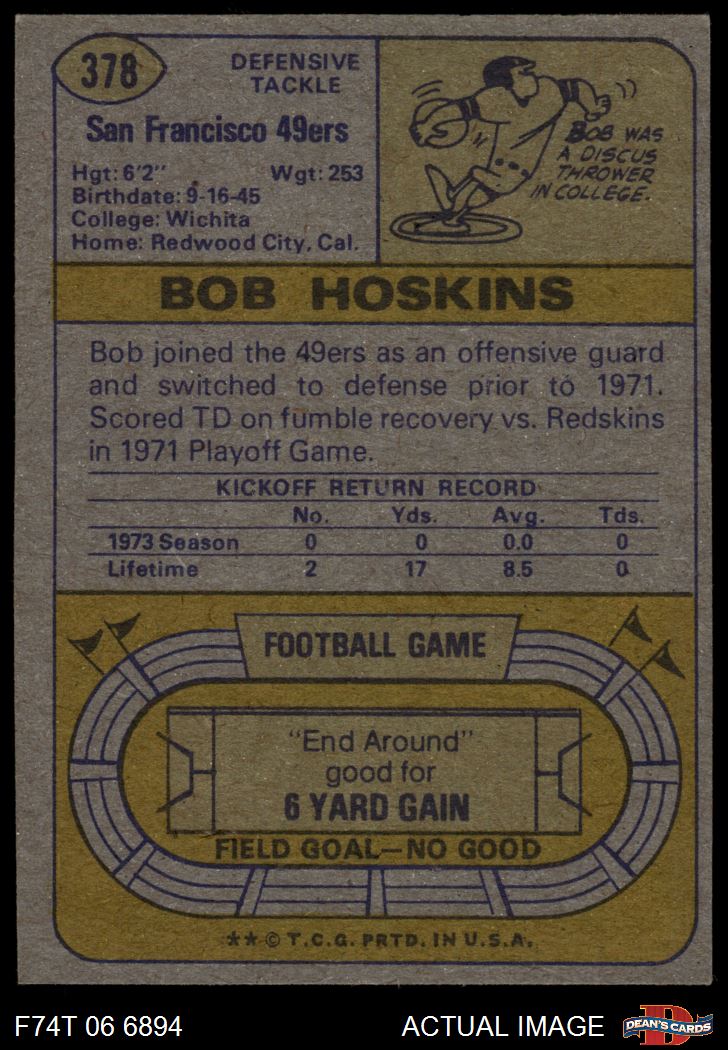 378
DEFENSIVE
TACKLE
San Francisco 49ers
Hgt: 6'2" Wgt: 253
Birthdate: 9-16-45
College: Wichita
Home: Redwood City, Cal.
BOB WAS
A DISCUS
THROWER
IN COLLEGE.
BOB HOSKINS
Bob joined the 49ers as an offensive guard
and switched to defense prior to 1971.
Scored TD on fumble recovery vs. Redskins
in 1971 Playoff Game.
KICKOFF RETURN RECORD
No. Yds. Avg. Tds.
1973 Season 0 0 0.0 0
Lifetime 2 17 8.5 0
FOOTBALL GAME
"End Around"
good for
6 YARD GAIN
FIELD GOAL—NO GOOD
**© T.C.G. PRTD. IN U.S.A.
F74T 06 6894 ACTUAL IMAGE
D
DEAN'S CARDS